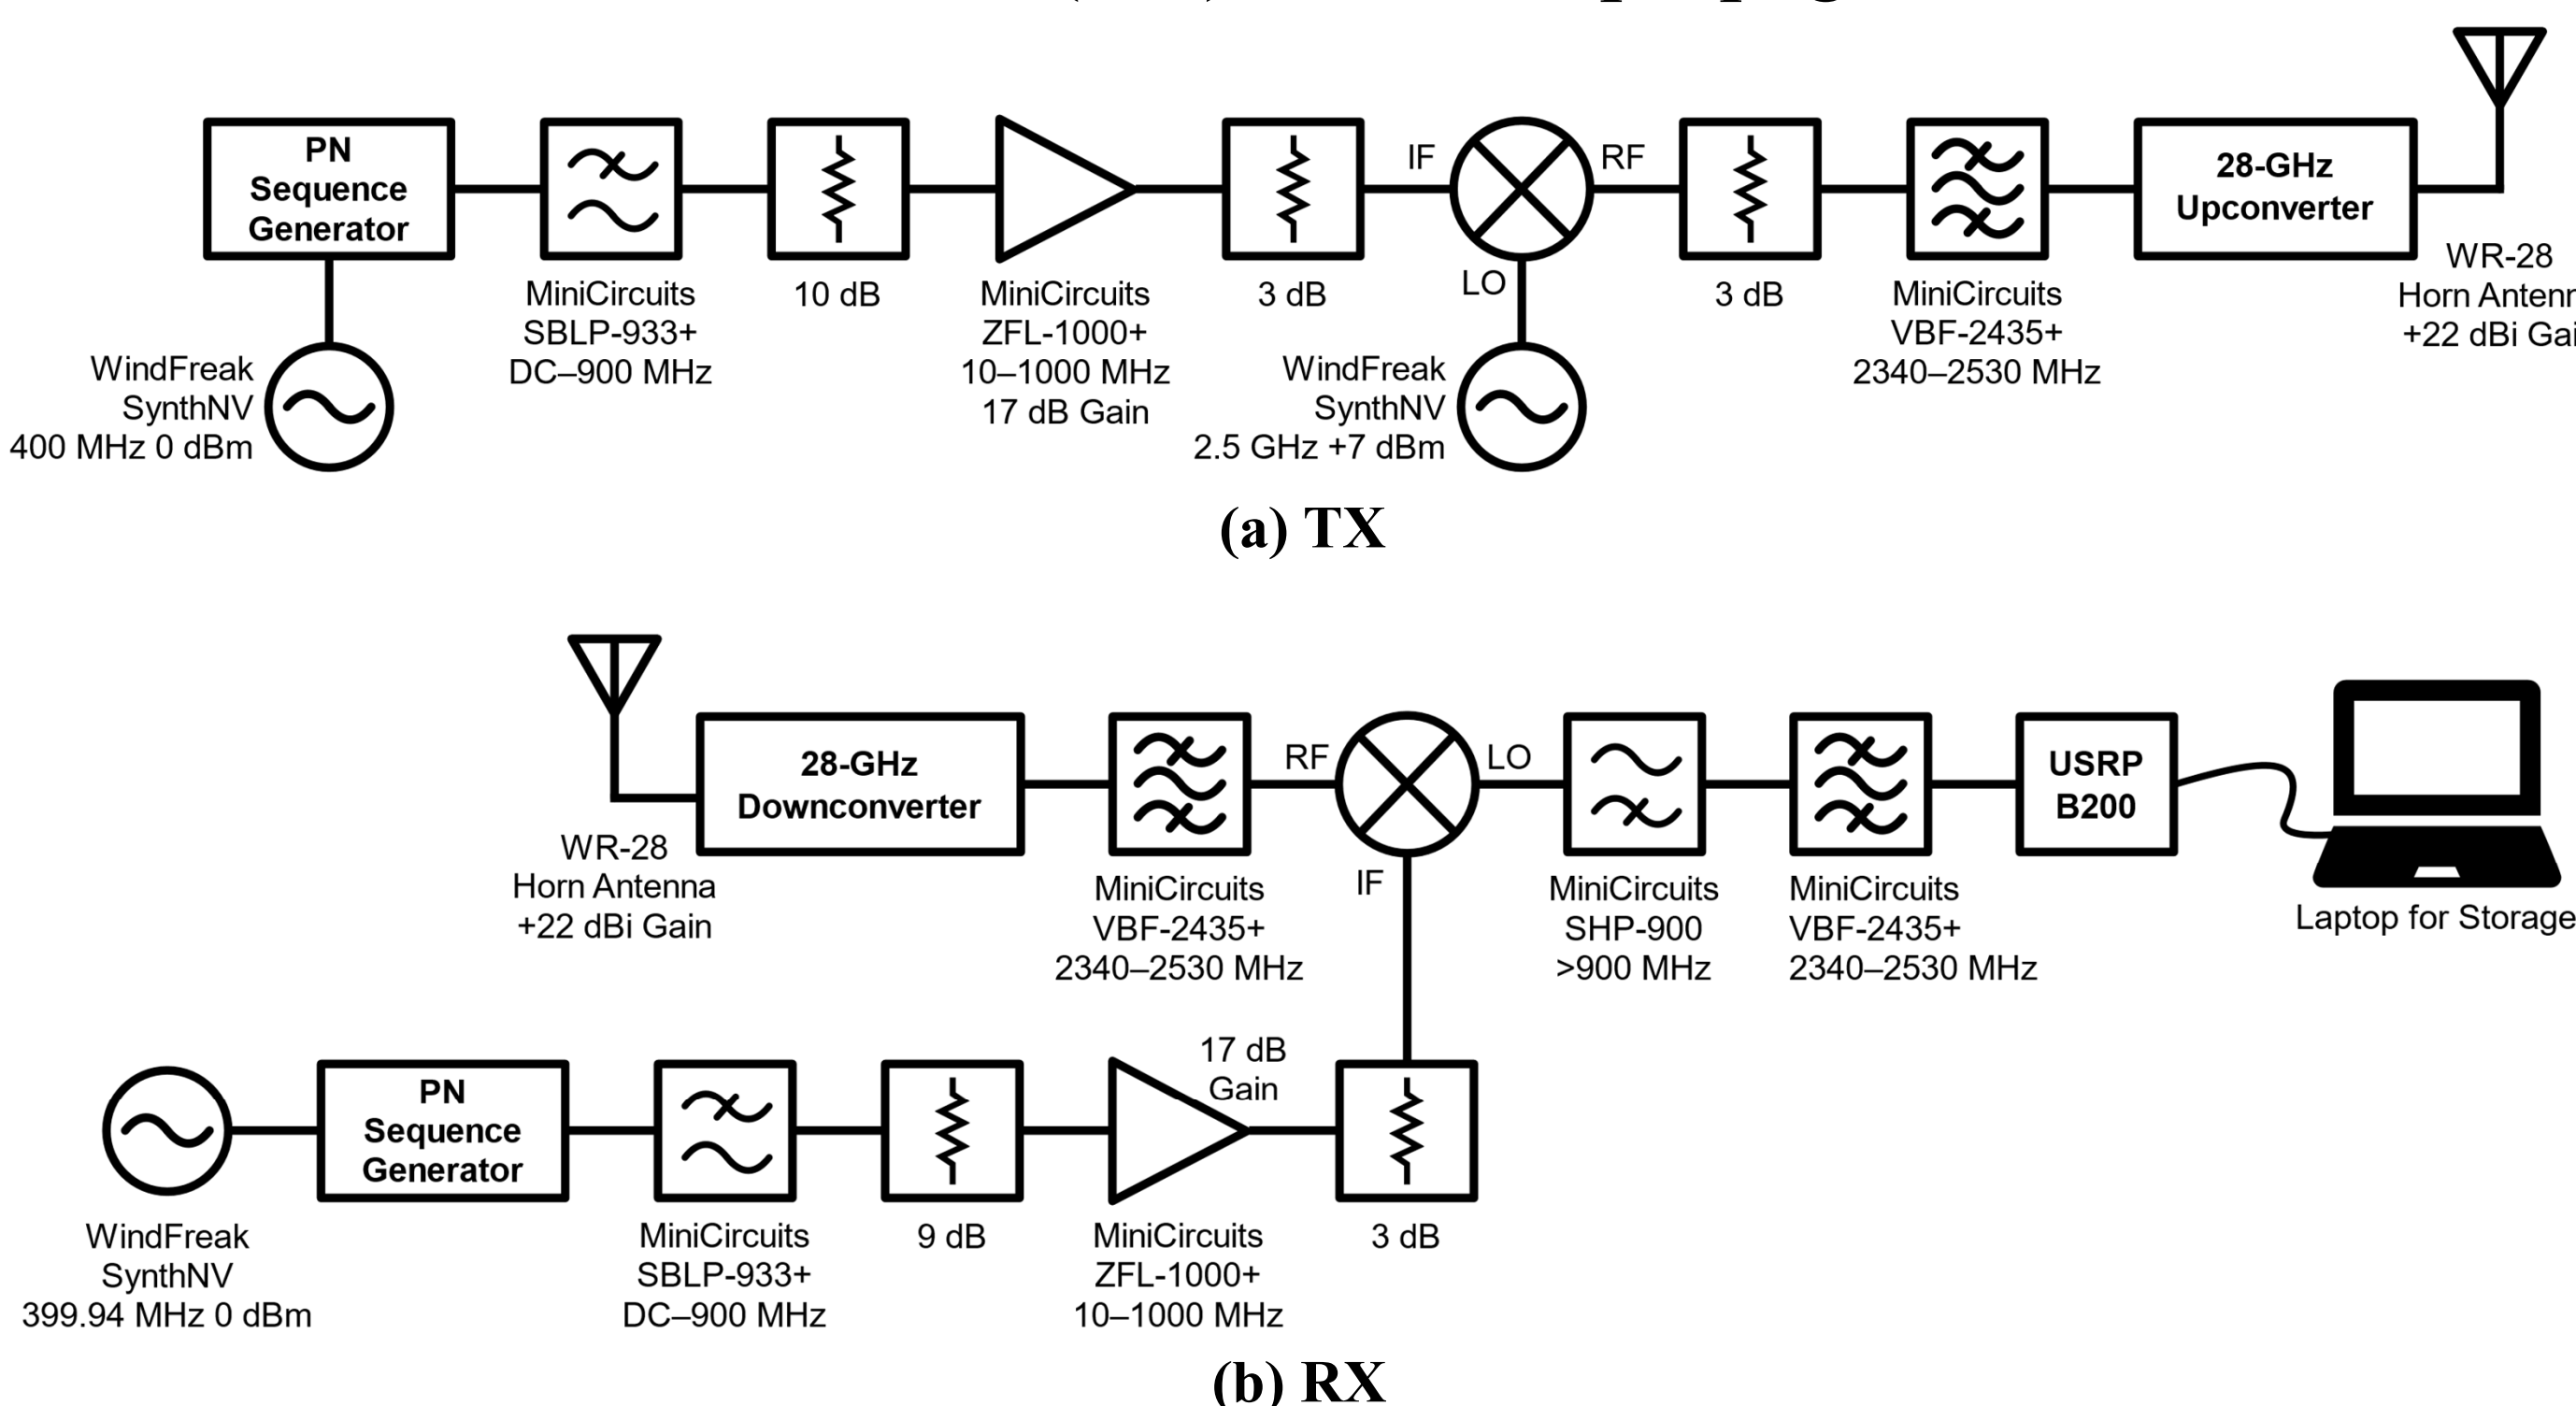 PN
Sequence
Generator
MiniCircuits
SBLP-933+
DC–900 MHz
10 dB
MiniCircuits
ZFL-1000+
10–1000 MHz
17 dB Gain
3 dB
IF
RF
LO
3 dB
MiniCircuits
VBF-2435+
2340–2530 MHz
28-GHz
Upconverter
WR-28
Horn Antenn
+22 dBi Gai
WindFreak
SynthNV
400 MHz 0 dBm
WindFreak
SynthNV
2.5 GHz +7 dBm
(a) TX
28-GHz
Downconverter
WR-28
Horn Antenna
+22 dBi Gain
MiniCircuits
VBF-2435+
2340–2530 MHz
RF
LO
IF
MiniCircuits
SHP-900
>900 MHz
MiniCircuits
VBF-2435+
2340–2530 MHz
USRP
B200
Laptop for Storage
PN
Sequence
Generator
17 dB
Gain
WindFreak
SynthNV
399.94 MHz 0 dBm
MiniCircuits
SBLP-933+
DC–900 MHz
9 dB
MiniCircuits
ZFL-1000+
10–1000 MHz
3 dB
(b) RX